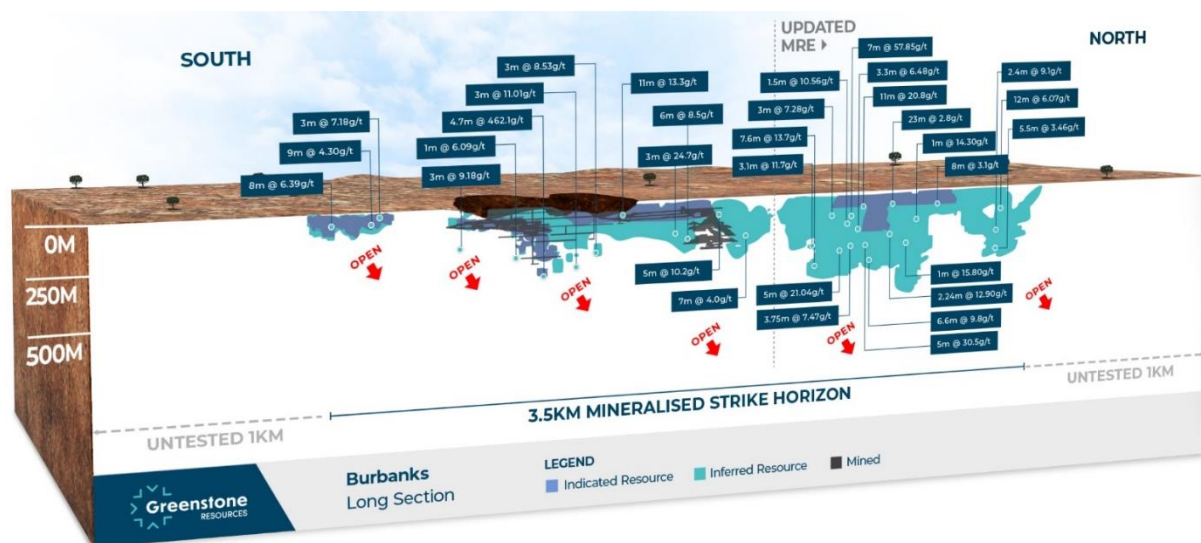 SOUTH
UPDATED
MRE
NORTH
3m @ 8.53g/t
3m @ 11.01g/t
4.7m @ 462.1g/t
1m @ 6.09g/t
3m @ 9.18g/t
3m @ 7.18g/t
9m @ 4.30g/t
8m @ 6.39g/t
11m @ 13.3g/t
6m @ 8.5g/t
3m @ 24.7g/t
7m @ 57.85g/t
1.5m @ 10.56g/t
3.3m @ 6.48g/t
3m @ 7.28g/t
11m @ 20.8g/t
7.6m @ 13.7g/t
23m @ 2.8g/t
3.1m @ 11.7g/t
1m @ 14.30g/t
8m @ 3.1g/t
2.4m @ 9.1g/t
12m @ 6.07g/t
5.5m @ 3.46g/t
0M
250M
500M
OPEN
OPEN
OPEN
OPEN
OPEN
OPEN
5m @ 10.2g/t
7m @ 4.0g/t
5m @ 21.04g/t
3.75m @ 7.47g/t
1m @ 15.80g/t
2.24m @ 12.90g/t
6.6m @ 9.8g/t
5m @ 30.5g/t
UNTESTED 1KM
3.5KM MINERALISED STRIKE HORIZON
UNTESTED 1KM
Greenstone
RESOURCES
Burbanks
Long Section
LEGEND
Indicated Resource
Inferred Resource
Mined